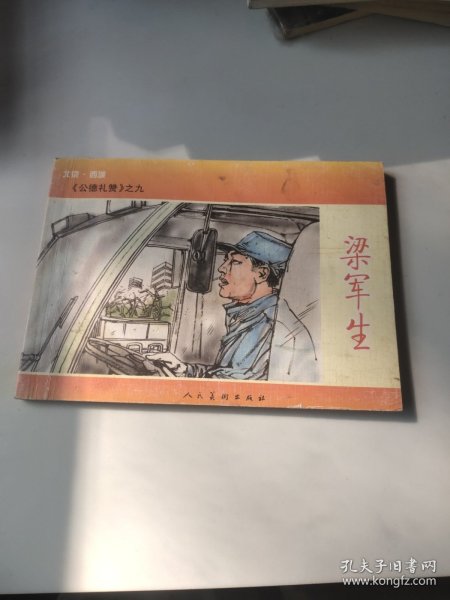 北京·西城
《公德礼赞》之九
梁军生
人民美术出版社
孔夫子旧书网
www.kongfz.com